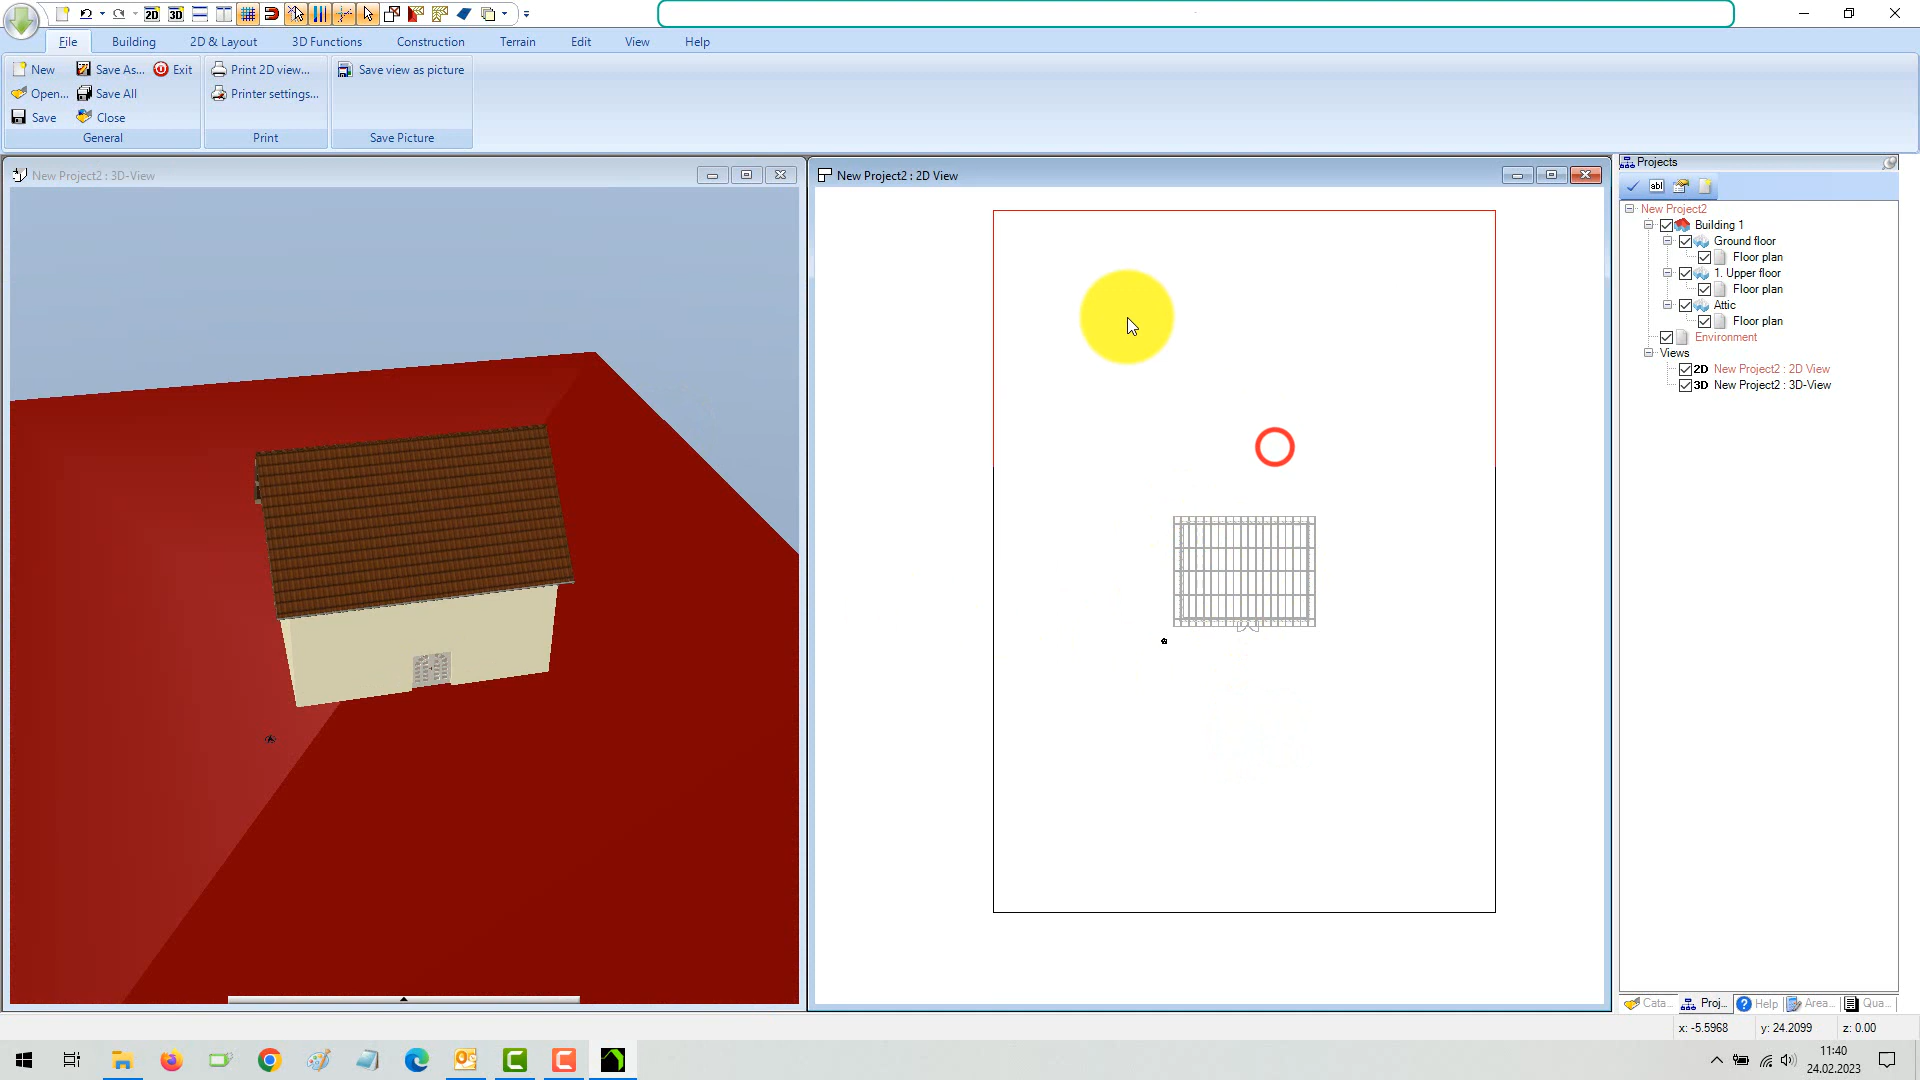 2D 3D
File Building 2D & Layout 3D Functions Construction Terrain Edit View Help
New Save As... Exit Print 2D view... Save view as picture
Open... Save All Printer settings...
Save Close
General Print Save Picture
New Project2 : 3D-View
New Project2 : 2D View
Projects
abl
New Project2
Building 1
Ground floor
Floor plan
1. Upper floor
Floor plan
Attic
Floor plan
Environment
Views
2D New Project2 : 2D View
3D New Project2 : 3D-View
Cata... Proj... Help Area... Qua...
x: -5.5968 y: 24.2099 z: 0.00
11:40
24.02.2023